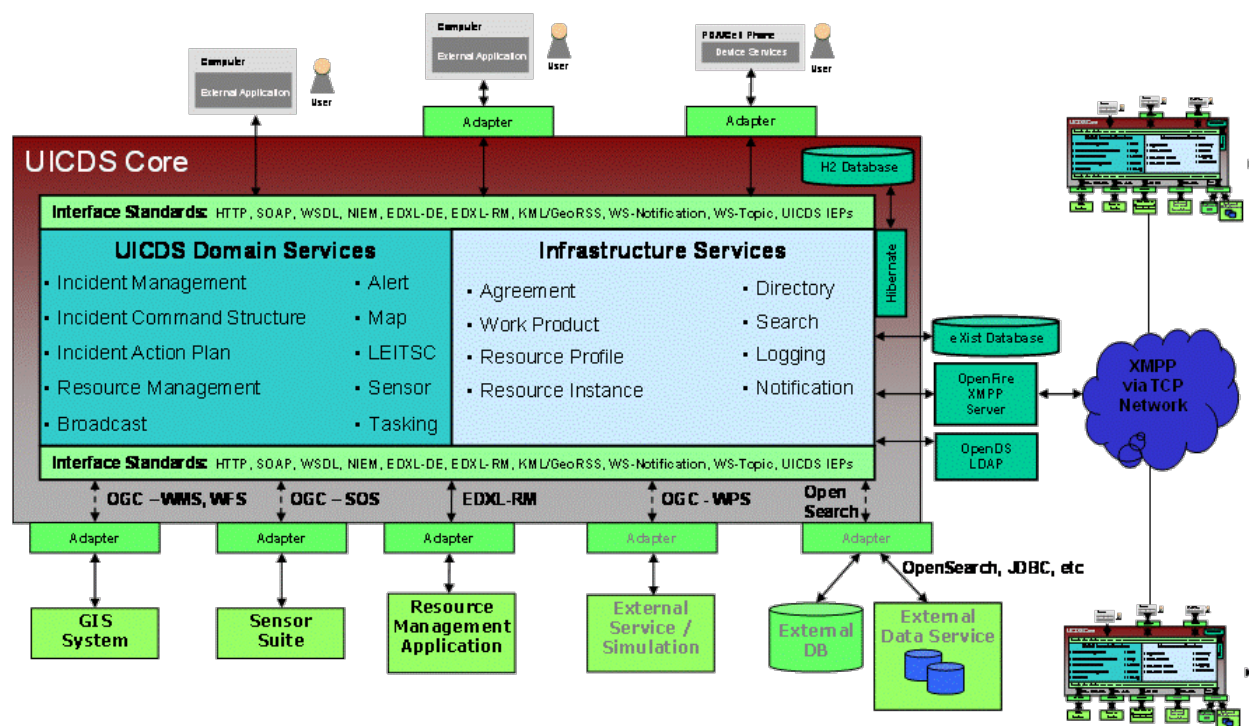 Computer
External Application
User
Computer
External Application
User
PDA/Cell Phone
Device Services
User
Adapter
Adapter
UICDS Core
H2 Database
Interface Standards: HTTP, SOAP, WSDL, NIEM, EDXL-DE, EDXL-RM, KML/GeoRSS, WS-Notification, WS-Topic, UICDS IEPs
UICDS Domain Services
▪ Incident Management
▪ Incident Command Structure
▪ Incident Action Plan
▪ Resource Management
▪ Broadcast
▪ Alert
▪ Map
▪ LEITSC
▪ Sensor
▪ Tasking
Infrastructure Services
▪ Agreement
▪ Work Product
▪ Resource Profile
▪ Resource Instance
▪ Directory
▪ Search
▪ Logging
▪ Notification
Hibernate
eXist Database
OpenFire
XMPP
Server
OpenDS
LDAP
XMPP
via TCP
Network
Interface Standards: HTTP, SOAP, WSDL, NIEM, EDXL-DE, EDXL-RM, KML/GeoRSS, WS-Notification, WS-Topic, UICDS IEPs
OGC – WMS, WFS
OGC – SOS
EDXL-RM
OGC - WPS
Open
Search
Adapter
Adapter
Adapter
Adapter
Adapter
OpenSearch, JDBC, etc
GIS
System
Sensor
Suite
Resource
Management
Application
External
Service /
Simulation
External
DB
External
Data Service
UICDS Core
UICDS Core